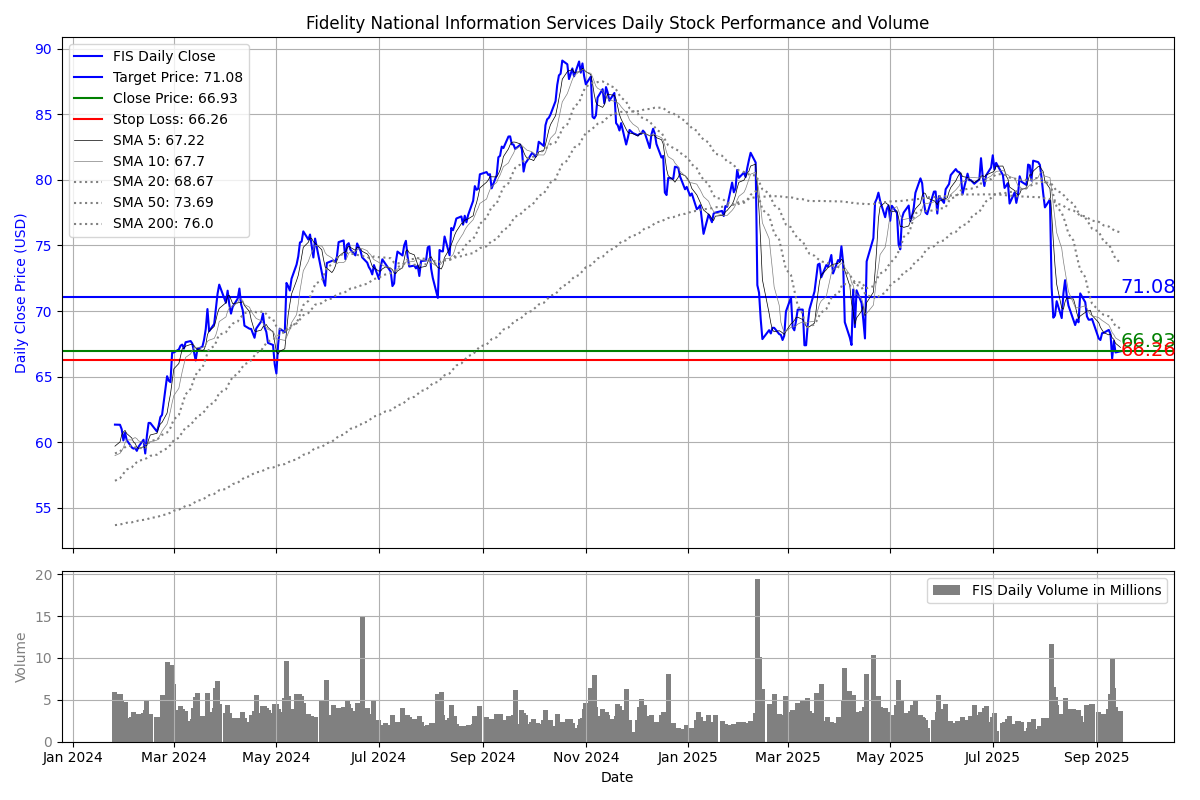 Fidelity National Information Services Daily Stock Performance and Volume
FIS Daily Close
Target Price: 71.08
Close Price: 66.93
Stop Loss: 66.26
SMA 5: 67.22
SMA 10: 67.7
SMA 20: 68.67
SMA 50: 73.69
SMA 200: 76.0
Daily Close Price (USD)
90
85
80
75
70
65
60
55
71.08
66.93
66.26
FIS Daily Volume in Millions
Volume
20
15
10
5
0
Jan 2024 Mar 2024 May 2024 Jul 2024 Sep 2024 Nov 2024 Jan 2025 Mar 2025 May 2025 Jul 2025 Sep 2025
Date